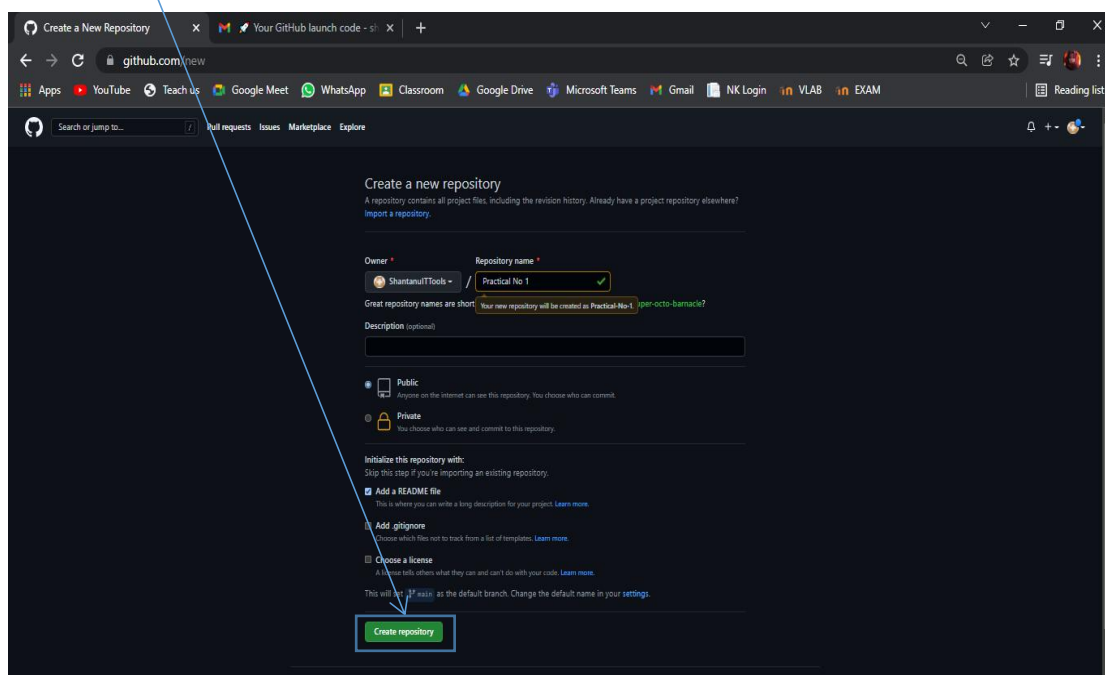 Create a New Repository
Your GitHub launch code - sh
github.com/new
Apps YouTube Teach us Google Meet WhatsApp Classroom Google Drive Microsoft Teams Gmail NK Login VLAB EXAM Reading list
Search or jump to... / Pull requests Issues Marketplace Explore
Create a new repository
A repository contains all project files, including the revision history. Already have a project repository elsewhere?
Import a repository.
Owner * Repository name *
ShantanuITTools / Practical No 1
Great repository names are short Your new repository will be created as Practical-No-1. uper-octo-barnacle?
Description (optional)
Public
Anyone on the internet can see this repository. You choose who can commit.
Private
You choose who can see and commit to this repository.
Initialize this repository with:
Skip this step if you're importing an existing repository.
Add a README file
This is where you can write a long description for your project. Learn more.
Add .gitignore
Choose which files not to track from a list of templates. Learn more.
Choose a license
A license tells others what they can and can't do with your code. Learn more.
This will set main as the default branch. Change the default name in your settings.
Create repository